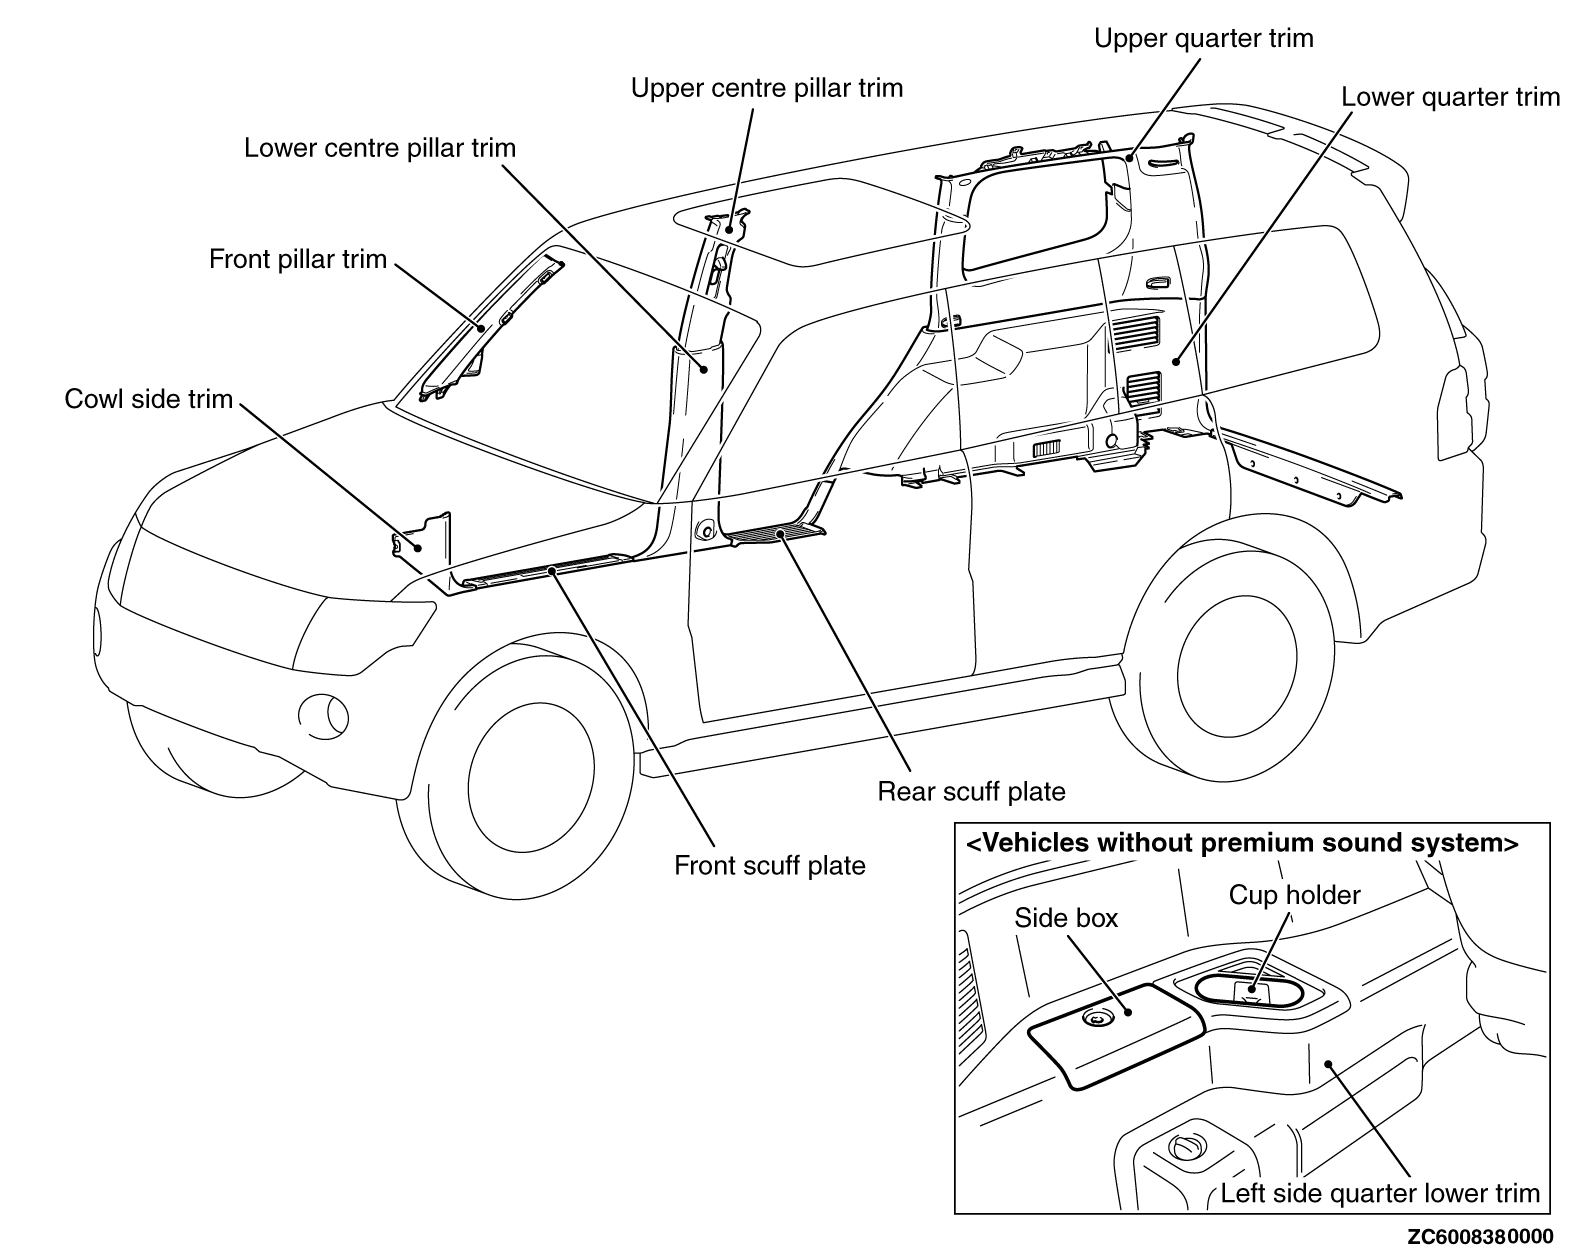 Upper quarter trim
Upper centre pillar trim
Lower quarter trim
Lower centre pillar trim
Front pillar trim
Cowl side trim
Rear scuff plate
Front scuff plate
<Vehicles without premium sound system>
Cup holder
Side box
Left side quarter lower trim
ZC6008380000